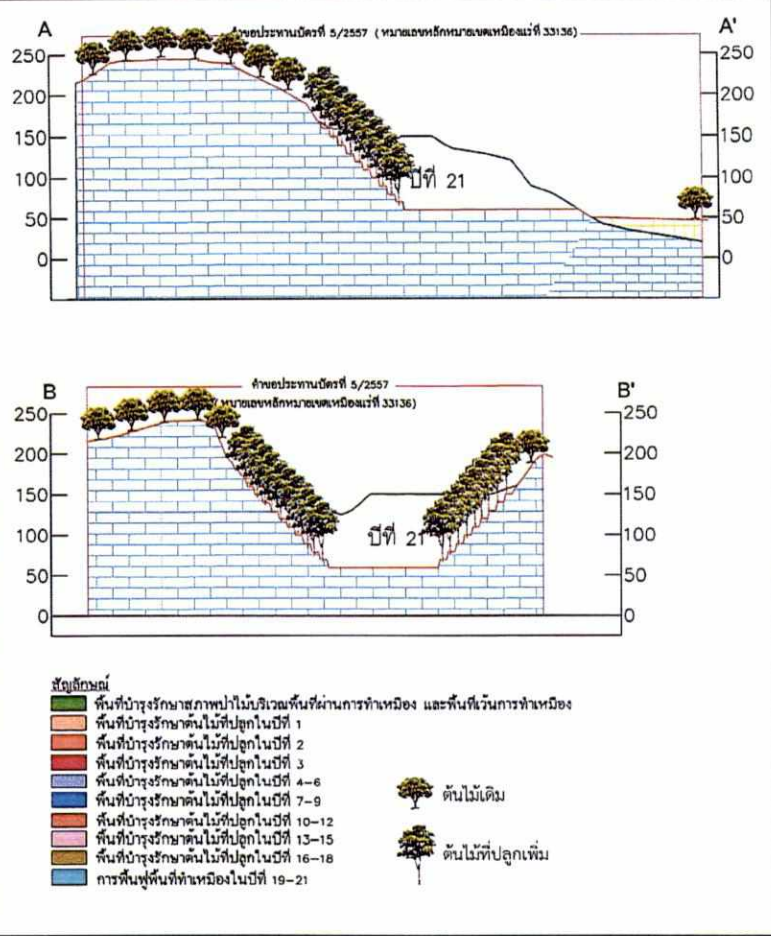 A
คำขอประทานบัตรที่ 5/2557 (หมายเลขหลักหมายเขตเหมืองแร่ที่ 33136)
A'
250
200
150
100
50
0
250
200
150
100
50
0
ปีที่ 21
B
คำขอประทานบัตรที่ 5/2557
(หมายเลขหลักหมายเขตเหมืองแร่ที่ 33136)
B'
250
200
150
100
50
0
250
200
150
100
50
0
ปีที่ 21
สัญลักษณ์
พื้นที่บำรุงรักษาสภาพป่าไม้บริเวณพื้นที่ผ่านการทำเหมือง และพื้นที่เว้นการทำเหมือง
พื้นที่บำรุงรักษาต้นไม้ที่ปลูกในปีที่ 1
พื้นที่บำรุงรักษาต้นไม้ที่ปลูกในปีที่ 2
พื้นที่บำรุงรักษาต้นไม้ที่ปลูกในปีที่ 3
พื้นที่บำรุงรักษาต้นไม้ที่ปลูกในปีที่ 4-6
พื้นที่บำรุงรักษาต้นไม้ที่ปลูกในปีที่ 7-9
พื้นที่บำรุงรักษาต้นไม้ที่ปลูกในปีที่ 10-12
พื้นที่บำรุงรักษาต้นไม้ที่ปลูกในปีที่ 13-15
พื้นที่บำรุงรักษาต้นไม้ที่ปลูกในปีที่ 16-18
การฟื้นฟูพื้นที่ทำเหมืองในปีที่ 19-21
ต้นไม้เดิม
ต้นไม้ที่ปลูกเพิ่ม